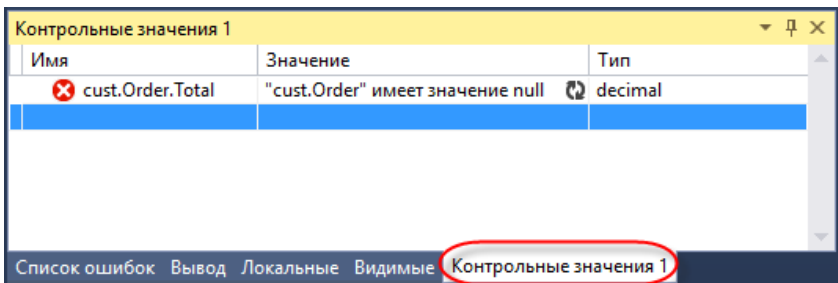 Контрольные значения 1
Имя Значение Тип
cust.Order.Total "cust.Order" имеет значение null decimal
Список ошибок Вывод Локальные Видимые Контрольные значения 1